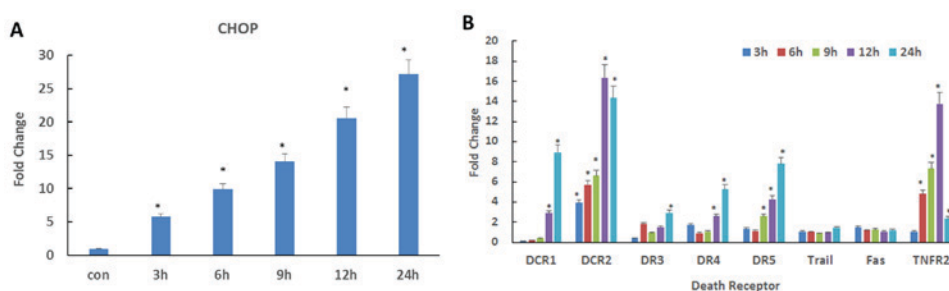 A
CHOP
Fold Change
30
25
20
15
10
5
0
* * * * *
con 3h 6h 9h 12h 24h
B
Fold Change
20
18
16
14
12
10
8
6
4
2
0
3h 6h 9h 12h 24h
* * * * * * * * * * * * * * * * *
DCR1 DCR2 DR3 DR4 DR5 Trail Fas TNFR2
Death Receptor